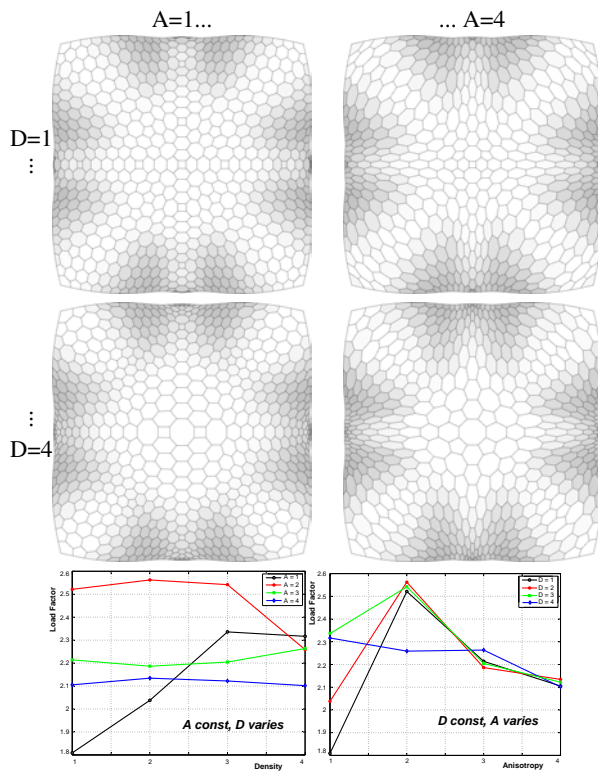 A=1...
... A=4
D=1
...
...
D=4
2.6
2.5
2.4
2.3
2.2
2.1
2
1.9
1.8
Load Factor
A = 1
A = 2
A = 3
A = 4
A const, D varies
1 2 3 4
Density
2.6
2.5
2.4
2.3
2.2
2.1
2
1.9
1.8
Load Factor
D = 1
D = 2
D = 3
D = 4
D const, A varies
1 2 3 4
Anisotropy